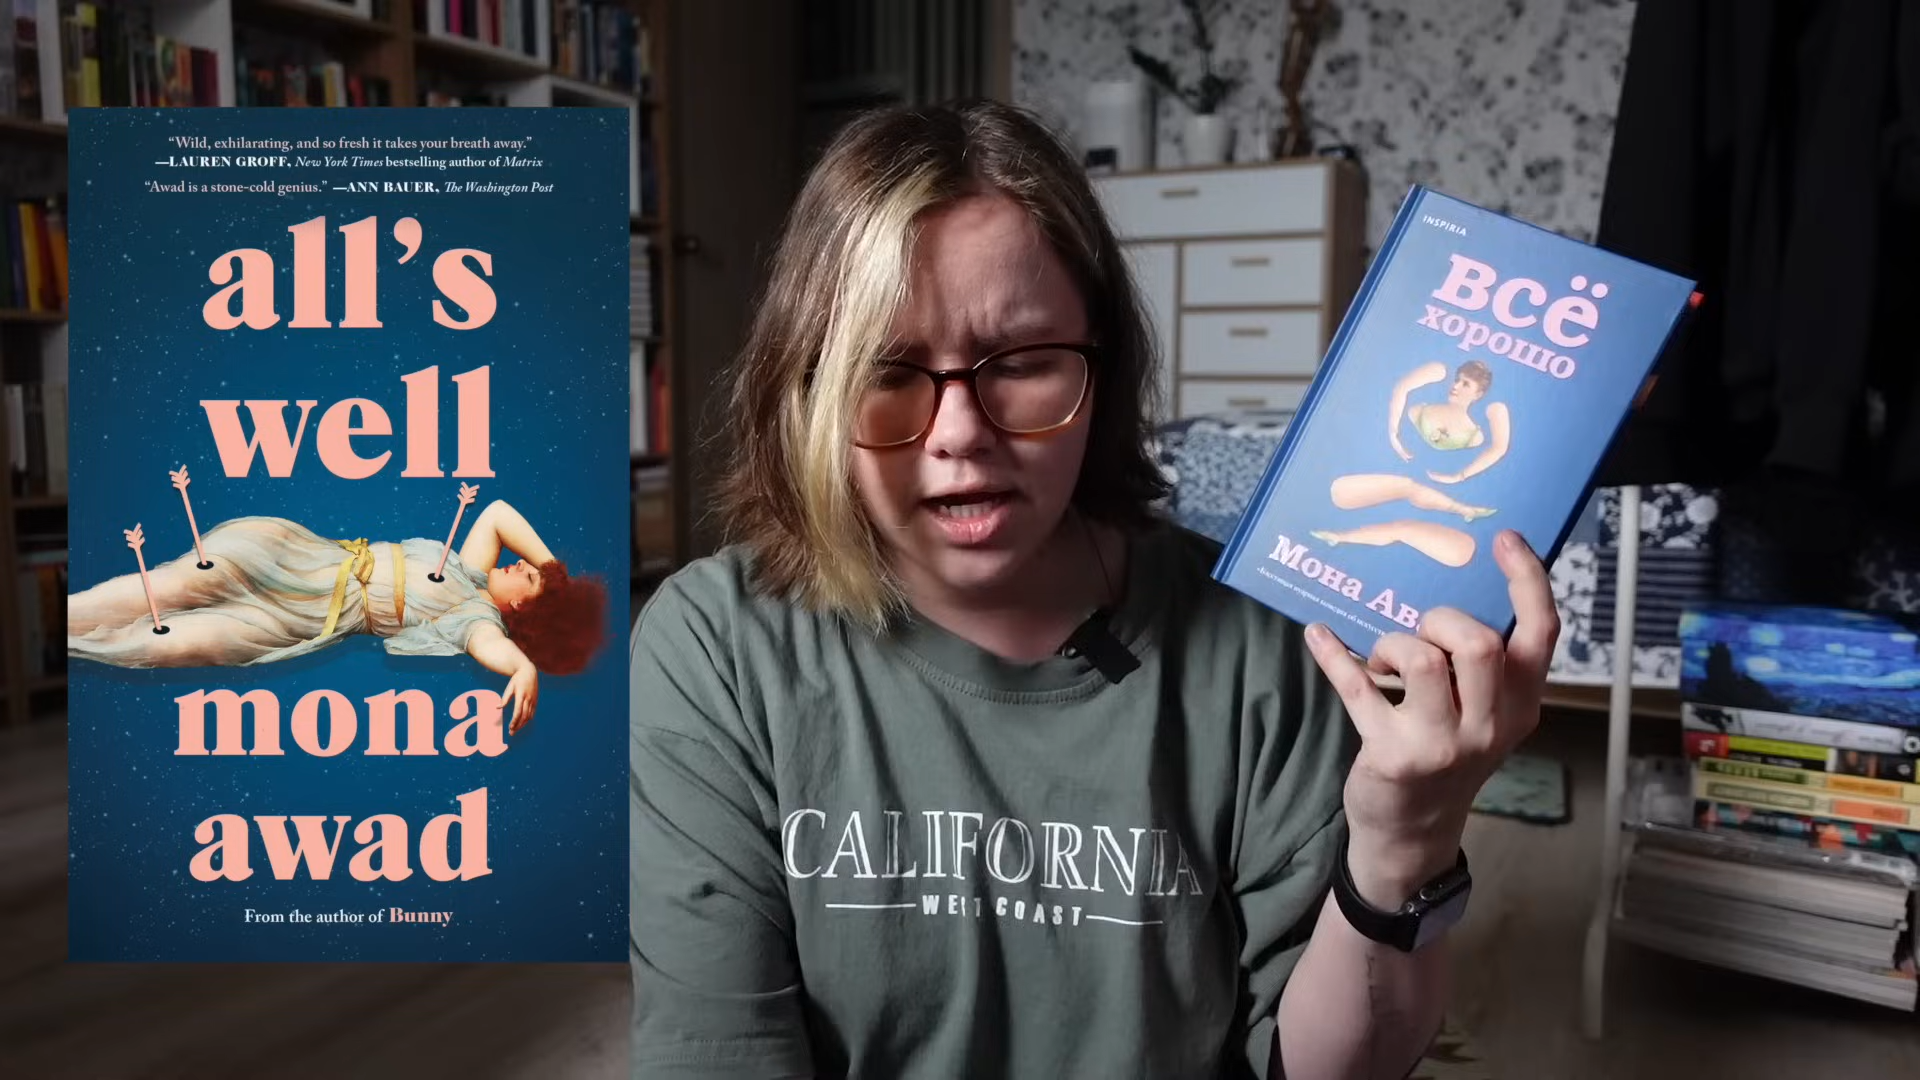 “Wild, exhilarating, and so fresh it takes your breath away.”
—LAUREN GROFF, New York Times bestselling author of Matrix
“Awad is a stone-cold genius.” —ANN BAUER, The Washington Post
all’s
well
mona
awad
From the author of Bunny
INSPIRIA
всё
хорошо
Мона Ав
CALIFORNIA
WEST COAST